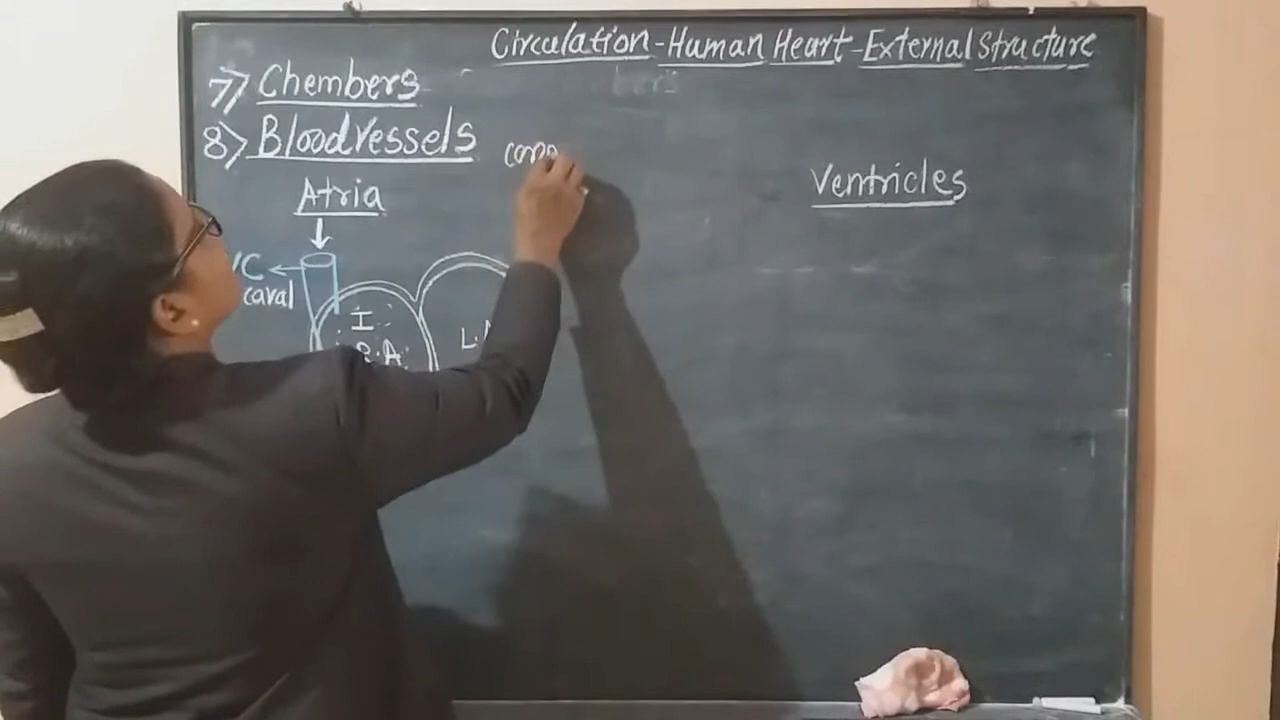 Circulation-Human Heart-External Structure
7> Chembers
8> Bloodvessels
Atria
Ventricles
caval
I
R.A